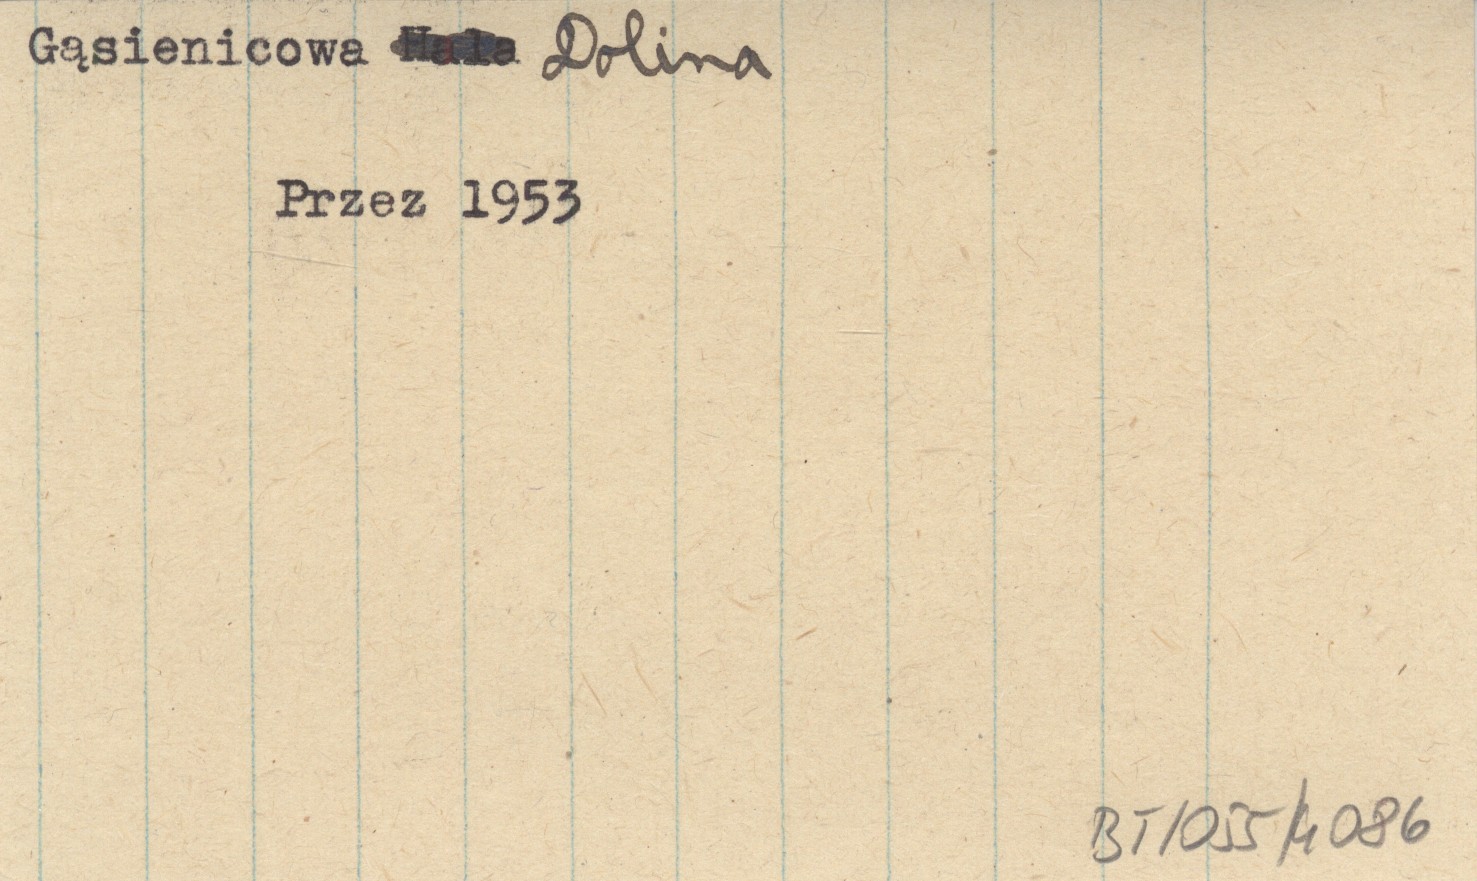 Gąsienicowa Hala Dolina
Przez 1953
BT/055/4086